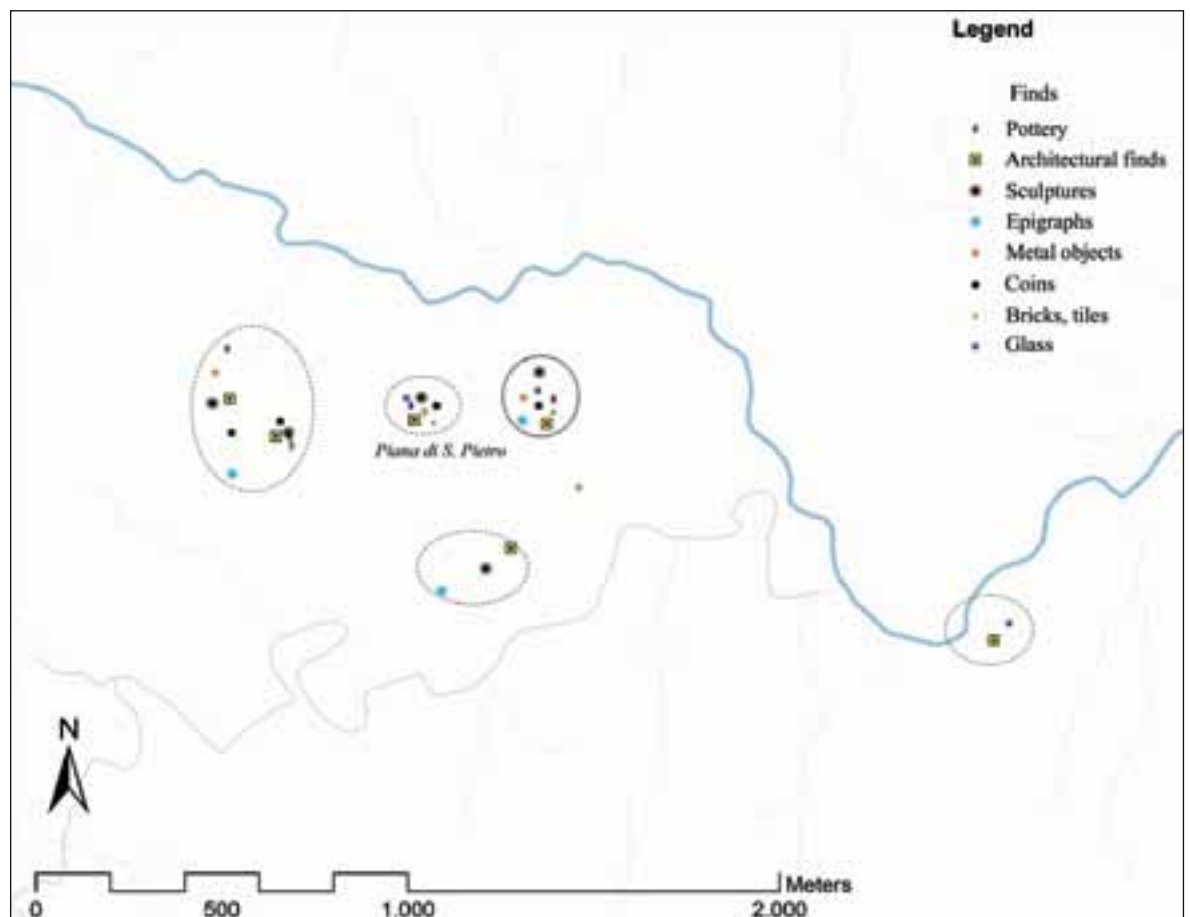 Legend
Finds
Pottery
Architectural finds
Sculptures
Epigraphs
Metal objects
Coins
Bricks, tiles
Glass
Piana di S. Pietro
N
Meters
0 500 1.000 2.000